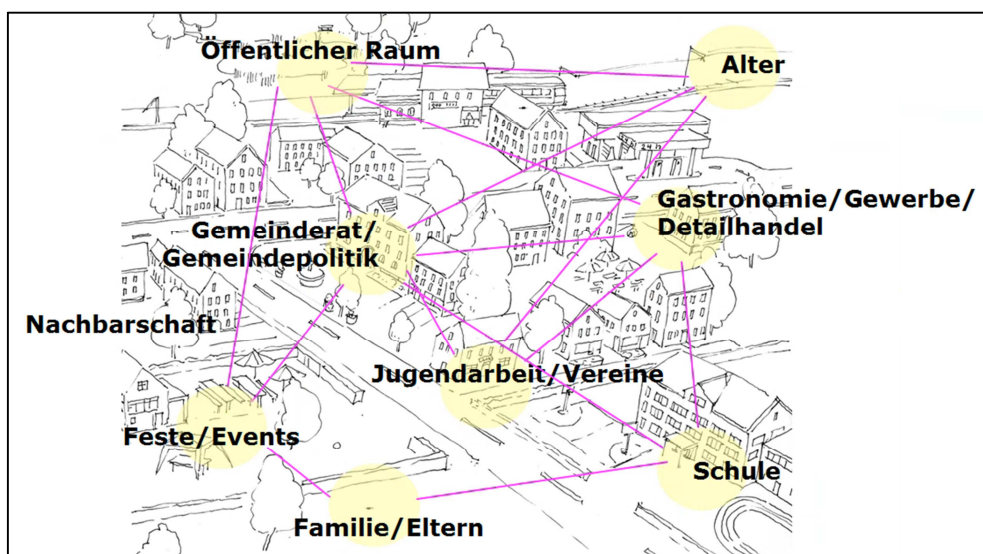 Öffentlicher Raum
Alter
Gastronomie/Gewerbe/
Detailhandel
Gemeinderat/
Gemeindepolitik
Nachbarschaft
Jugendarbeit/Vereine
Feste/Events
Schule
Familie/Eltern